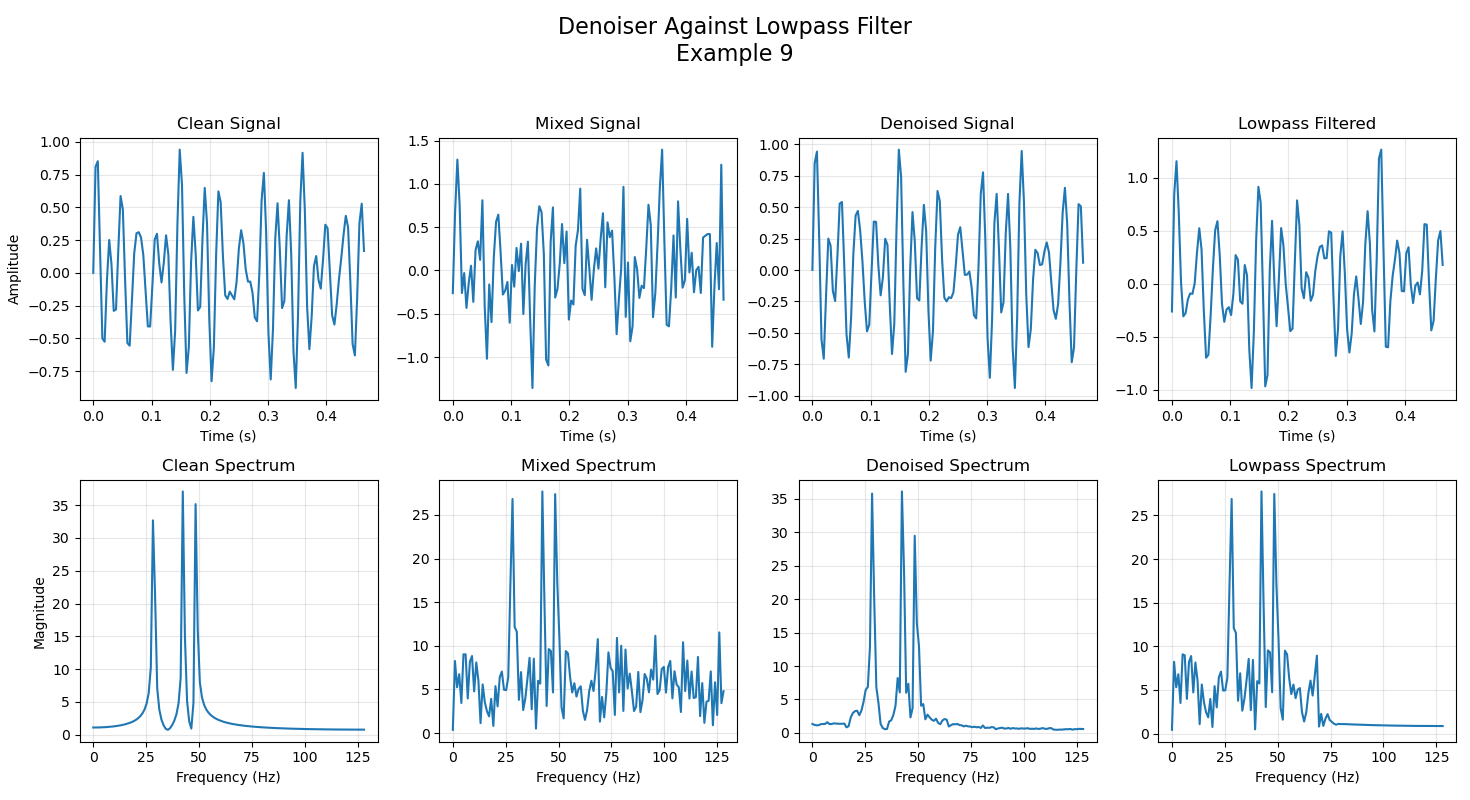 Denoiser Against Lowpass Filter
Example 9
Clean Signal
Mixed Signal
Denoised Signal
Lowpass Filtered
Amplitude
1.00
0.75
0.50
0.25
0.00
−0.25
−0.50
−0.75
0.0 0.1 0.2 0.3 0.4
Time (s)
1.5
1.0
0.5
0.0
−0.5
−1.0
0.0 0.1 0.2 0.3 0.4
Time (s)
1.00
0.75
0.50
0.25
0.00
−0.25
−0.50
−0.75
−1.00
0.0 0.1 0.2 0.3 0.4
Time (s)
1.0
0.5
0.0
−0.5
−1.0
0.0 0.1 0.2 0.3 0.4
Time (s)
Clean Spectrum
Mixed Spectrum
Denoised Spectrum
Lowpass Spectrum
Magnitude
35
30
25
20
15
10
5
0
0 25 50 75 100 125
Frequency (Hz)
25
20
15
10
5
0
0 25 50 75 100 125
Frequency (Hz)
35
30
25
20
15
10
5
0
0 25 50 75 100 125
Frequency (Hz)
25
20
15
10
5
0
0 25 50 75 100 125
Frequency (Hz)